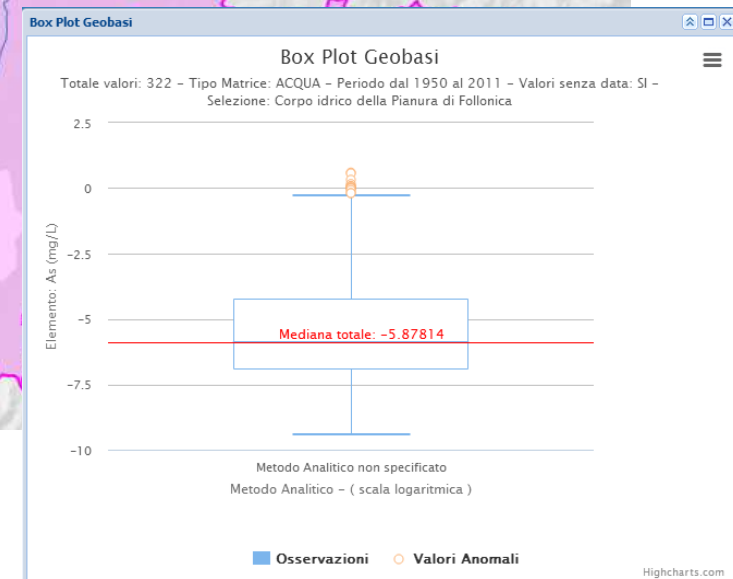 Box Plot Geobasi
Box Plot Geobasi
Totale valori: 322 – Tipo Matrice: ACQUA – Periodo dal 1950 al 2011 – Valori senza data: SI –
Selezione: Corpo idrico della Pianura di Follonica
Elemento: As (mg/L)
2.5
0
−2.5
−5
−7.5
−10
Mediana totale: −5.87814
Metodo Analitico non specificato
Metodo Analitico – ( scala logaritmica )
Osservazioni
Valori Anomali
Highcharts.com